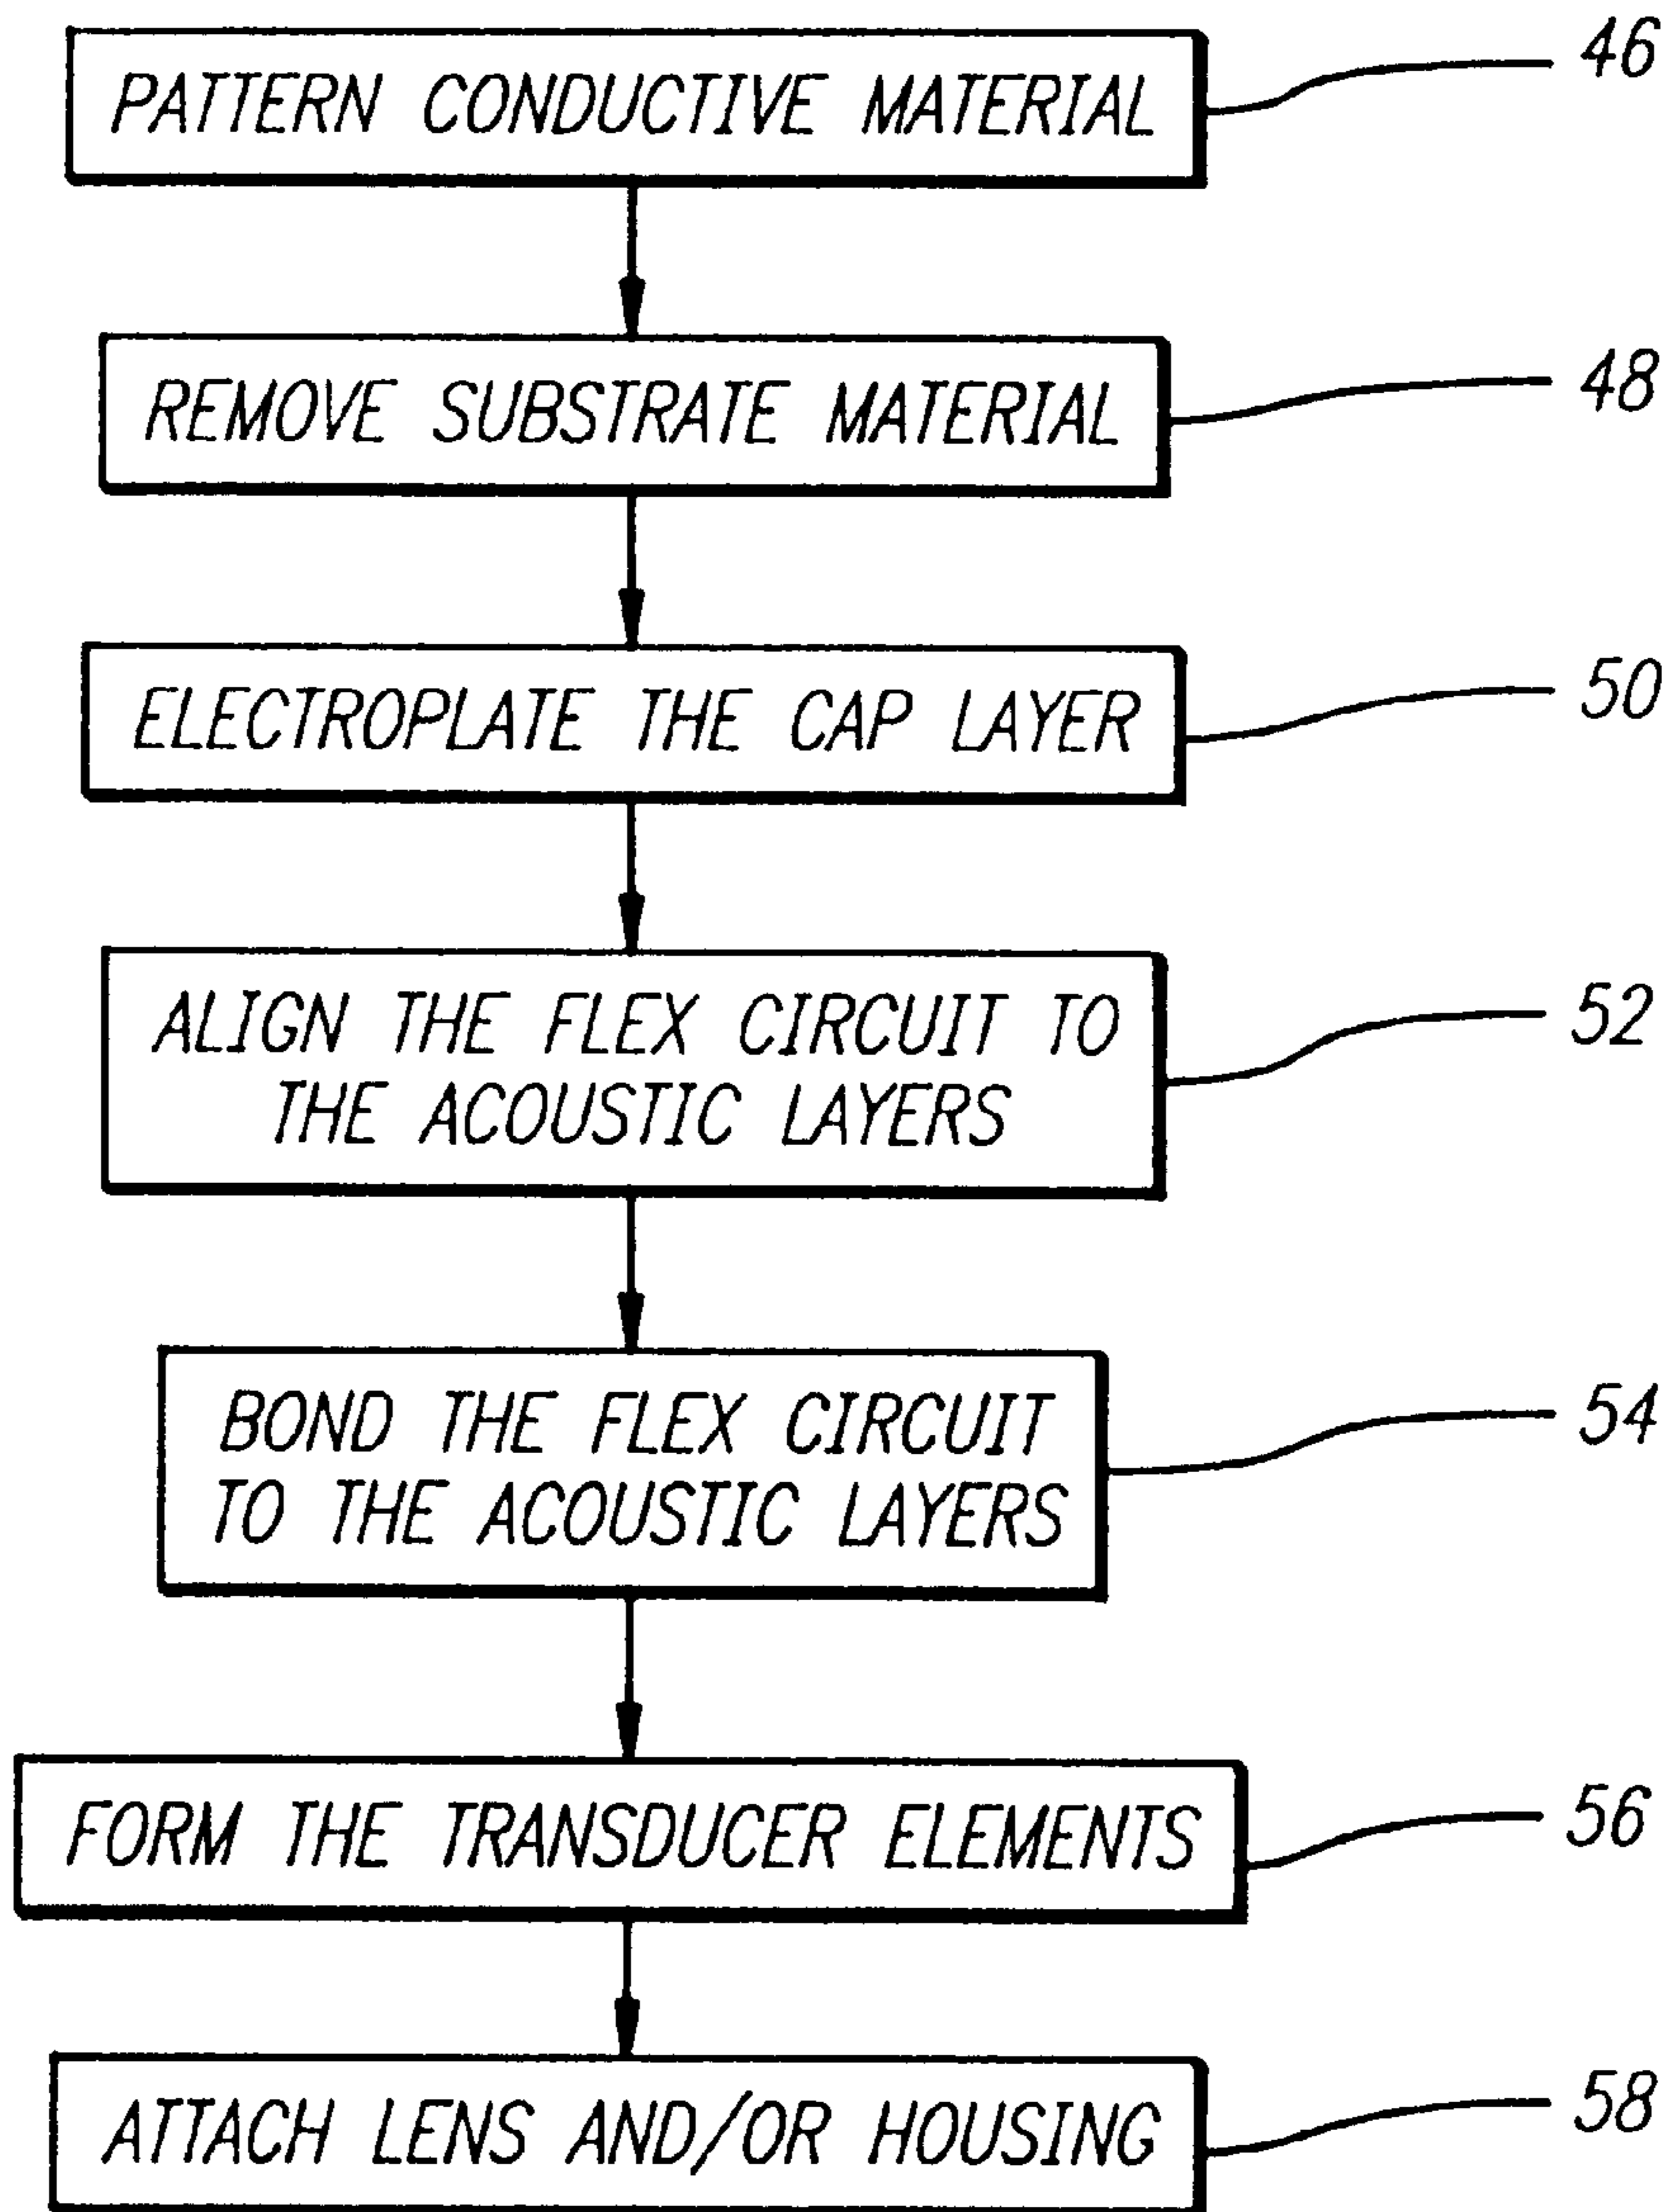 PATTERN CONDUCTIVE MATERIAL
46
REMOVE SUBSTRATE MATERIAL
48
ELECTROPLATE THE CAP LAYER
50
ALIGN THE FLEX CIRCUIT TO
THE ACOUSTIC LAYERS
52
BOND THE FLEX CIRCUIT
TO THE ACOUSTIC LAYERS
54
FORM THE TRANSDUCER ELEMENTS
56
ATTACH LENS AND/OR HOUSING
58